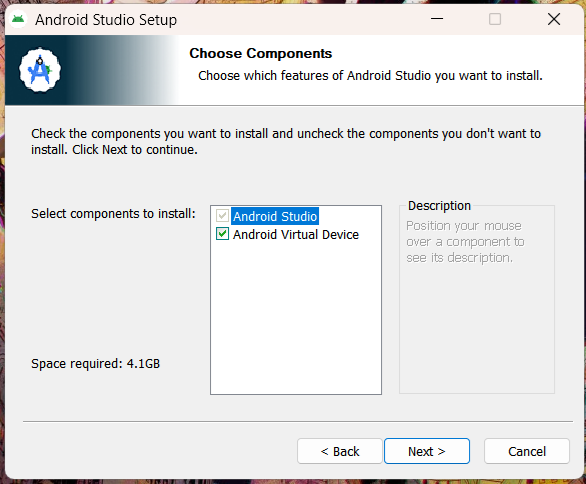 Android Studio Setup
Choose Components
Choose which features of Android Studio you want to install.
Check the components you want to install and uncheck the components you don't want to
install. Click Next to continue.
Select components to install:
Android Studio
Android Virtual Device
Description
Position your mouse
over a component to
see its description.
Space required: 4.1GB
< Back
Next >
Cancel